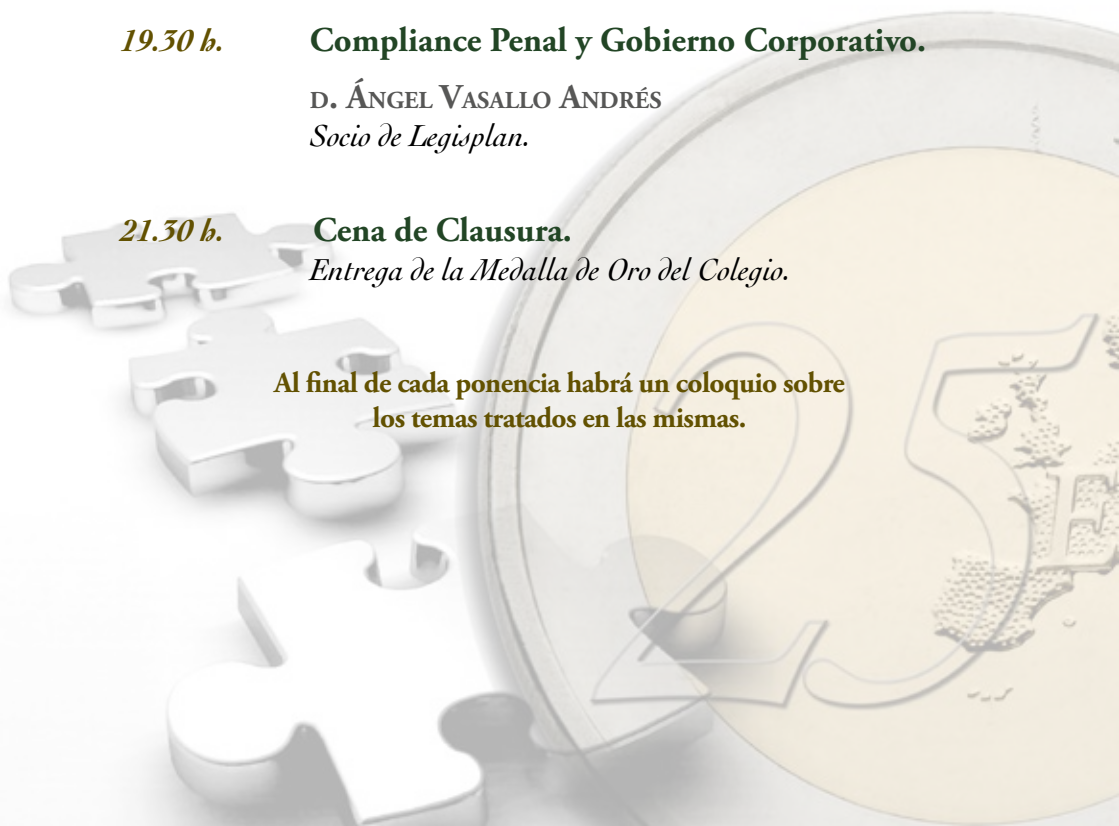 19.30 h. Compliance Penal y Gobierno Corporativo.
D. Ángel Vasallo Andrés
Socio de Legisplan.
21.30 h. Cena de Clausura.
Entrega de la Medalla de Oro del Colegio.
Al final de cada ponencia habrá un coloquio sobre
los temas tratados en las mismas.
25
E